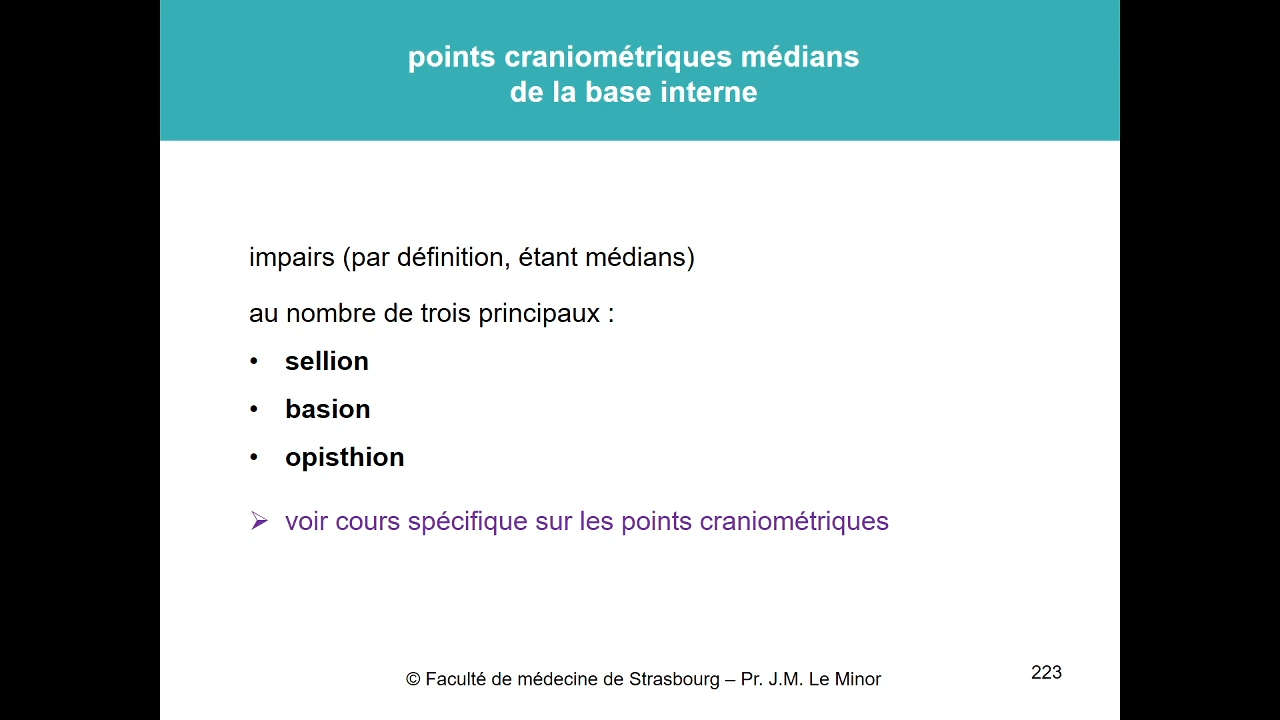 points craniométriques médians
de la base interne
impairs (par définition, étant médians)
au nombre de trois principaux :
• sellion
• basion
• opisthion
➢ voir cours spécifique sur les points craniométriques
© Faculté de médecine de Strasbourg – Pr. J.M. Le Minor
223